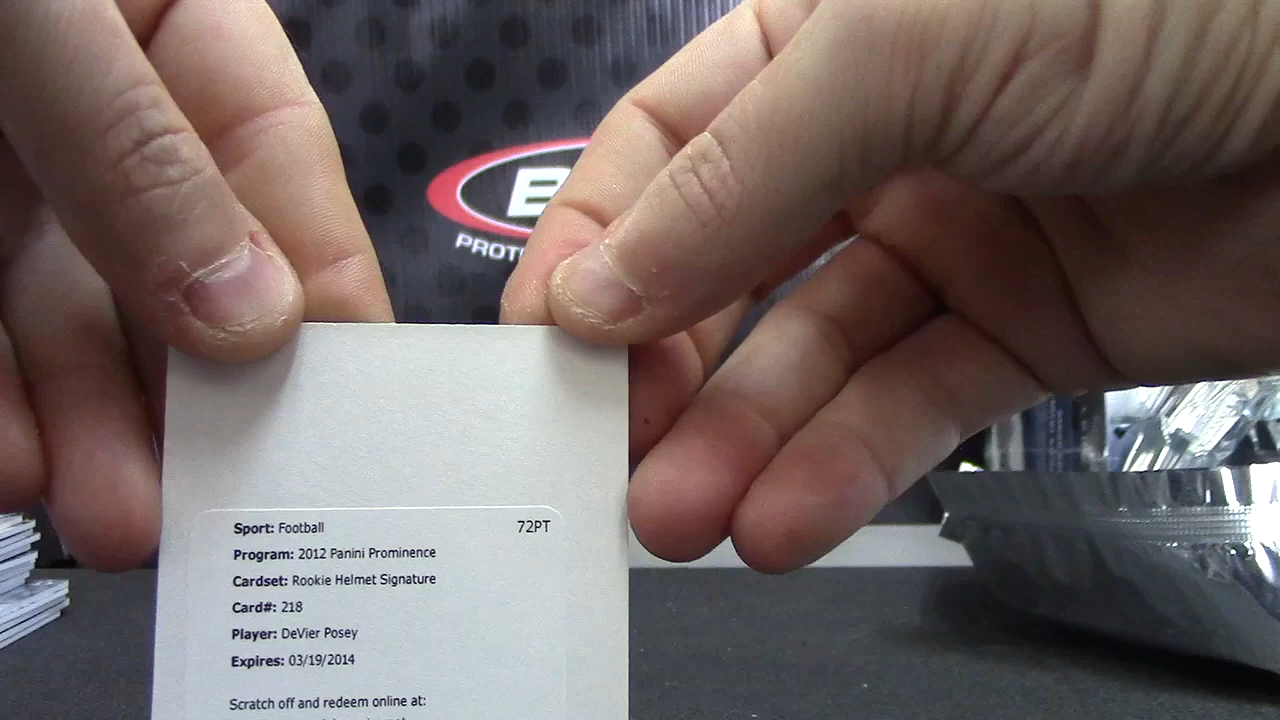 B
PROT
Sport: Football 72PT
Program: 2012 Panini Prominence
Cardset: Rookie Helmet Signature
Card#: 218
Player: DeVier Posey
Expires: 03/19/2014
Scratch off and redeem online at: